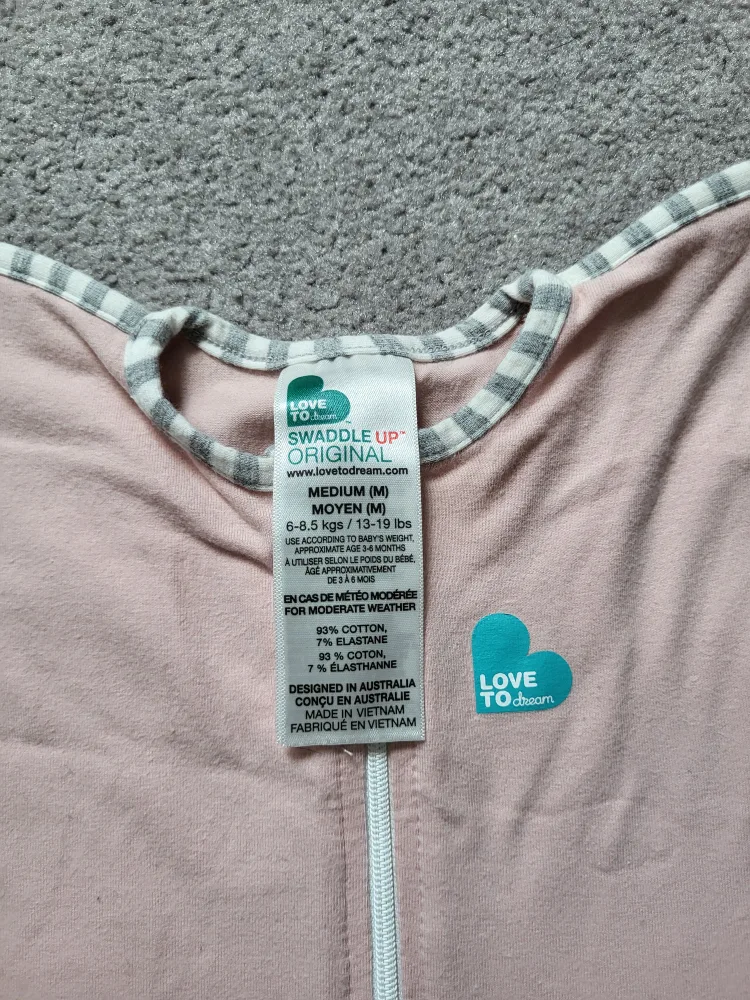 LOVE
TO dream™
SWADDLE UP™
ORIGINAL
www.lovetodream.com
MEDIUM (M)
MOYEN (M)
6-8.5 kgs / 13-19 lbs
USE ACCORDING TO BABY'S WEIGHT,
APPROXIMATE AGE 3-6 MONTHS
À UTILISER SELON LE POIDS DU BÉBÉ,
ÂGÉ APPROXIMATIVEMENT
DE 3 À 6 MOIS
EN CAS DE MÉTÉO MODÉRÉE
FOR MODERATE WEATHER
93% COTTON,
7% ELASTANE
93 % COTON,
7 % ÉLASTHANNE
DESIGNED IN AUSTRALIA
CONÇU EN AUSTRALIE
MADE IN VIETNAM
FABRIQUÉ EN VIETNAM
LOVE
TO dream